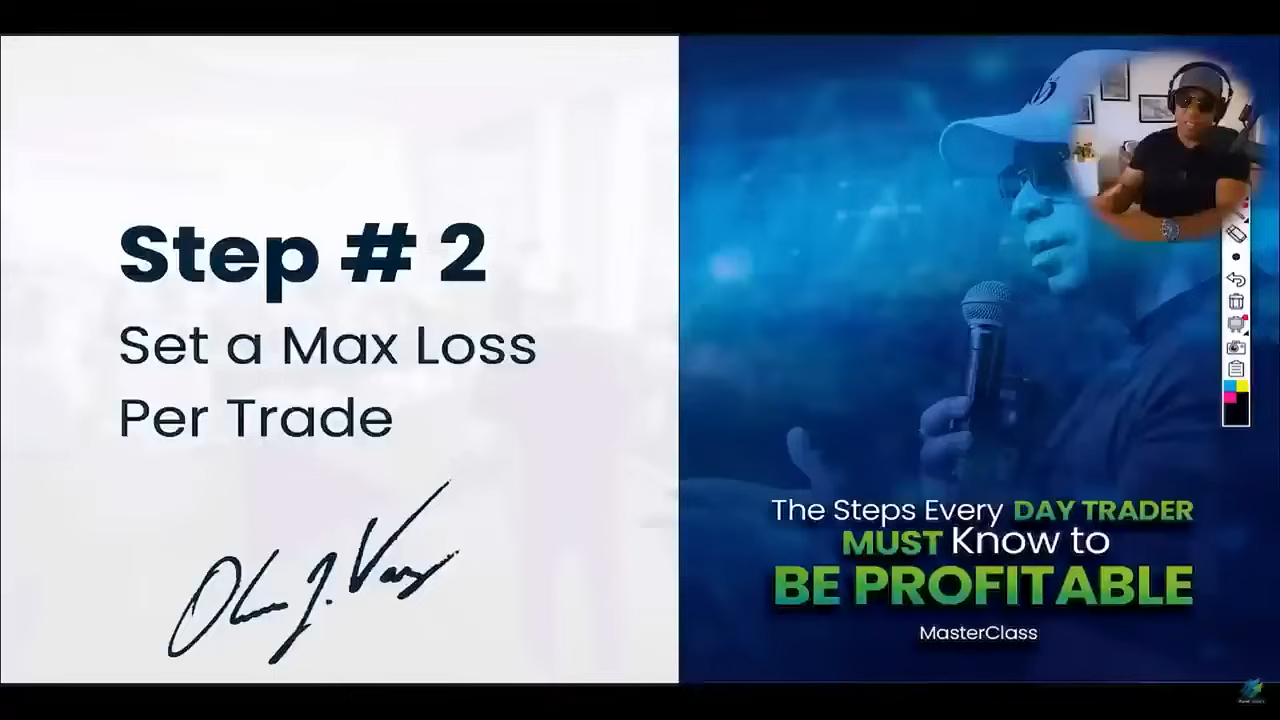 Step # 2
Set a Max Loss
Per Trade
The Steps Every DAY TRADER
MUST Know to
BE PROFITABLE
MasterClass